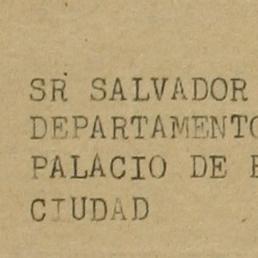 SR SALVADOR
DEPARTAMENTO
PALACIO DE
CIUDAD